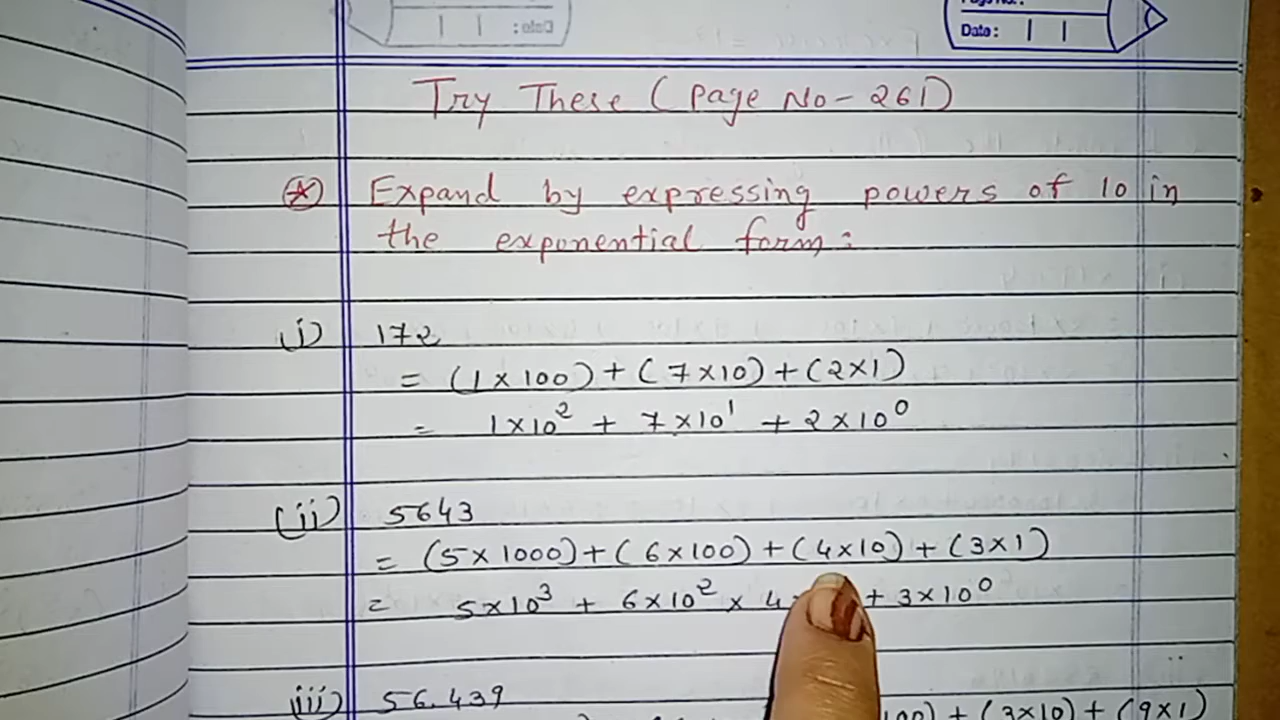 Date:
Try These (Page No-261)
Expand by expressing powers of 10 in
the exponential form:
(i) 172
= (1×100)+(7×10)+(2×1)
= 1×10² + 7×10¹ + 2×10⁰
(ii) 5643
= (5×1000)+(6×100)+(4×10)+(3×1)
= 5×10³ + 6×10² × 4 + 3×10⁰
(iii) 56,439
+ (3×10) + (9×1)